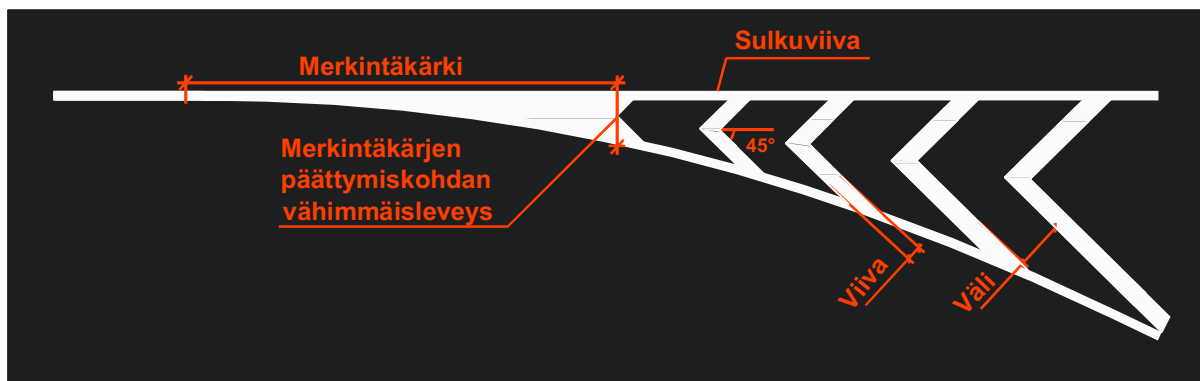 Sulkuviiva
Merkintäkärki
45°
Merkintäkärjen
päättymiskohdan
vähimmäisleveys
Viiva
Väli